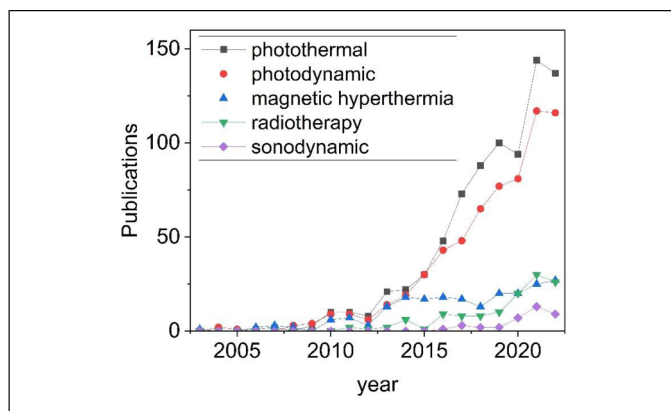 150
100
50
0
Publications
photothermal
photodynamic
magnetic hyperthermia
radiotherapy
sonodynamic
2005 2010 2015 2020
year